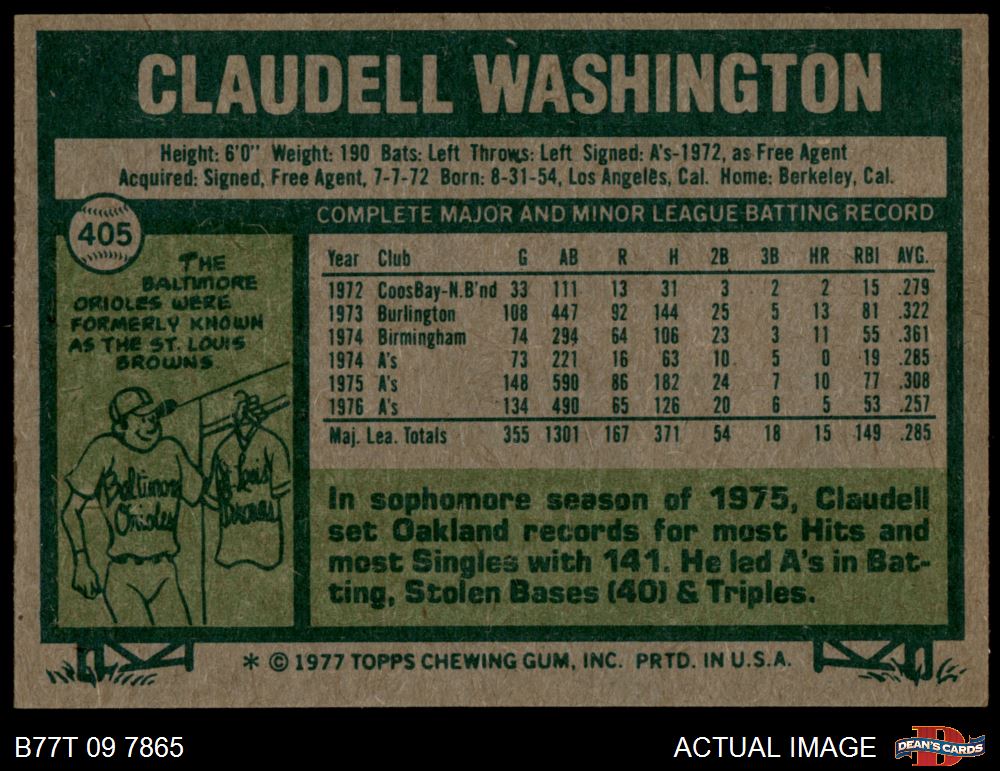 CLAUDELL WASHINGTON
Height: 6'0" Weight: 190 Bats: Left Throws: Left Signed: A's-1972, as Free Agent
Acquired: Signed, Free Agent, 7-7-72 Born: 8-31-54, Los Angeles, Cal. Home: Berkeley, Cal.
405
THE
BALTIMORE
ORIOLES WERE
FORMERLY KNOWN
AS THE ST. LOUIS
BROWNS
Baltimore
Orioles
St. Louis
Browns
COMPLETE MAJOR AND MINOR LEAGUE BATTING RECORD
Year Club G AB R H 2B 3B HR RBI AVG.
1972 CoosBay-N.B'nd 33 111 13 31 3 2 2 15 .279
1973 Burlington 108 447 92 144 25 5 13 81 .322
1974 Birmingham 74 294 64 106 23 3 11 55 .361
1974 A's 73 221 16 63 10 5 0 19 .285
1975 A's 148 590 86 182 24 7 10 77 .308
1976 A's 134 490 65 126 20 6 5 53 .257
Maj. Lea. Totals 355 1301 167 371 54 18 15 149 .285
In sophomore season of 1975, Claudell
set Oakland records for most Hits and
most Singles with 141. He led A's in Bat-
ting, Stolen Bases (40) & Triples.
* © 1977 TOPPS CHEWING GUM, INC. PRTD. IN U.S.A.
B77T 09 7865
ACTUAL IMAGE
DEAN'S CARDS